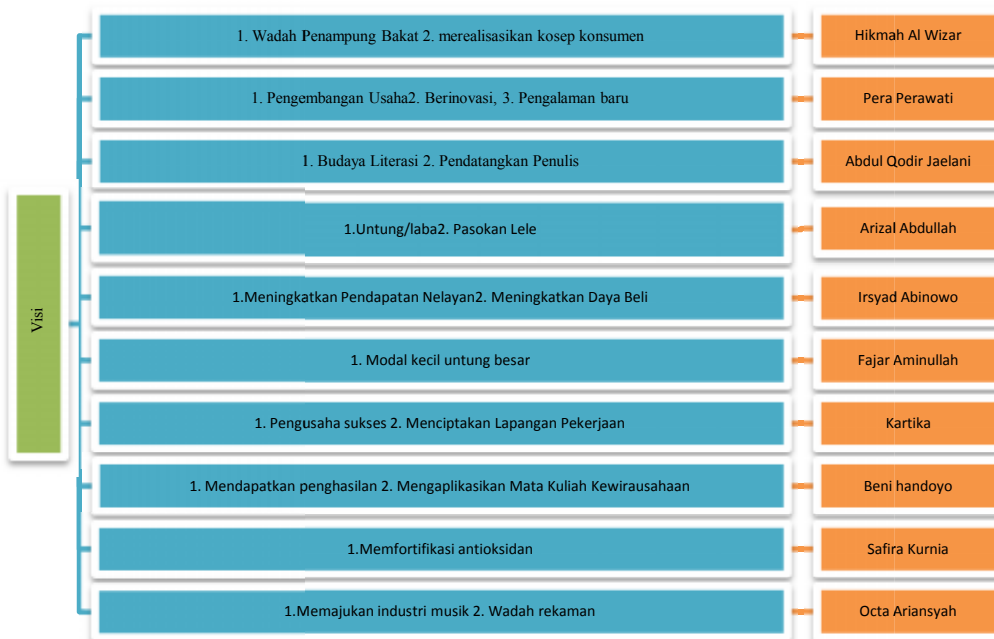 Visi
1. Wadah Penampung Bakat 2. merealisasikan kosep konsumen
Hikmah Al Wizar
1. Pengembangan Usaha2. Berinovasi, 3. Pengalaman baru
Pera Perawati
1. Budaya Literasi 2. Pendatangkan Penulis
Abdul Qodir Jaelani
1.Untung/laba2. Pasokan Lele
Arizal Abdullah
1.Meningkatkan Pendapatan Nelayan2. Meningkatkan Daya Beli
Irsyad Abinowo
1. Modal kecil untung besar
Fajar Aminullah
1. Pengusaha sukses 2. Menciptakan Lapangan Pekerjaan
Kartika
1. Mendapatkan penghasilan 2. Mengaplikasikan Mata Kuliah Kewirausahaan
Beni handoyo
1.Memfortifikasi antioksidan
Safira Kurnia
1.Memajukan industri musik 2. Wadah rekaman
Octa Ariansyah